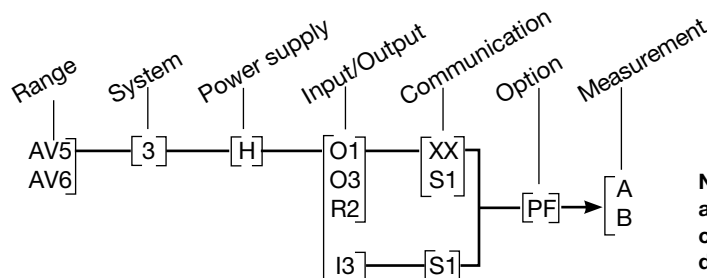 Range
System
Power supply
Input/Output
Communication
Option
Measurement
AV5 3 H O1 XX PF A
AV6 O3 S1 B
R2
I3 S1